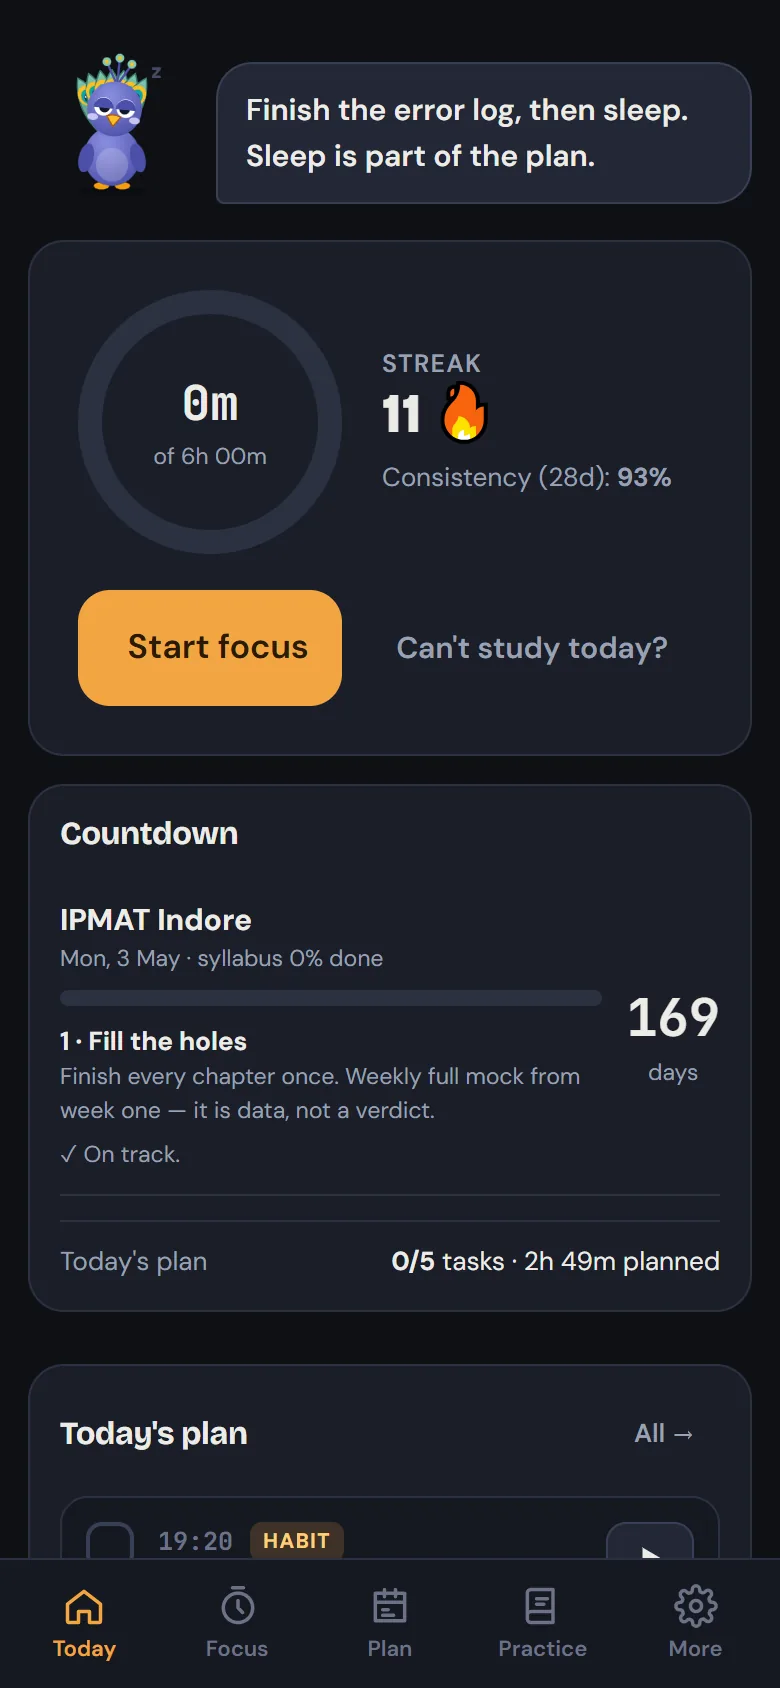 z
Finish the error log, then sleep.
Sleep is part of the plan.
0m
of 6h 00m
STREAK
11 🔥
Consistency (28d): 93%
Start focus
Can't study today?
Countdown
IPMAT Indore
Mon, 3 May · syllabus 0% done
169
days
1 · Fill the holes
Finish every chapter once. Weekly full mock from
week one — it is data, not a verdict.
✓ On track.
Today's plan
0/5 tasks · 2h 49m planned
Today's plan
All →
19:20 HABIT
Today
Focus
Plan
Practice
More